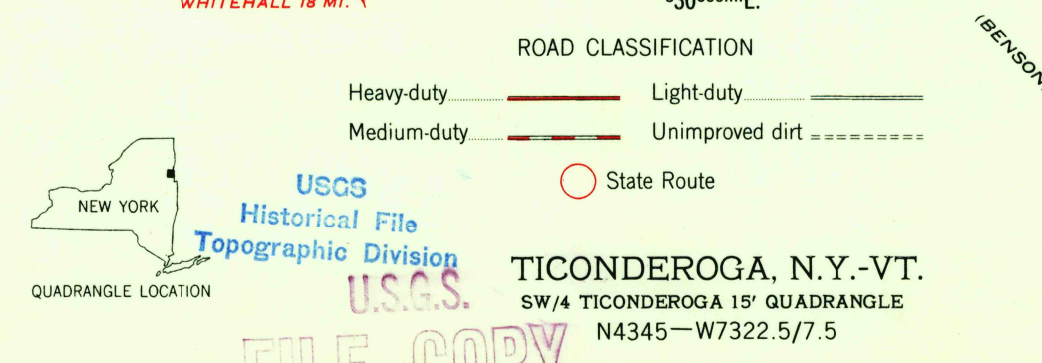 WHITEHALL 18 MI.
(BENSON
ROAD CLASSIFICATION
Heavy-duty
Light-duty
Medium-duty
Unimproved dirt
State Route
NEW YORK
QUADRANGLE LOCATION
USGS
Historical File
Topographic Division
U.S.G.S.
FILE COPY
TICONDEROGA, N.Y.-VT.
SW/4 TICONDEROGA 15' QUADRANGLE
N4345—W7322.5/7.5